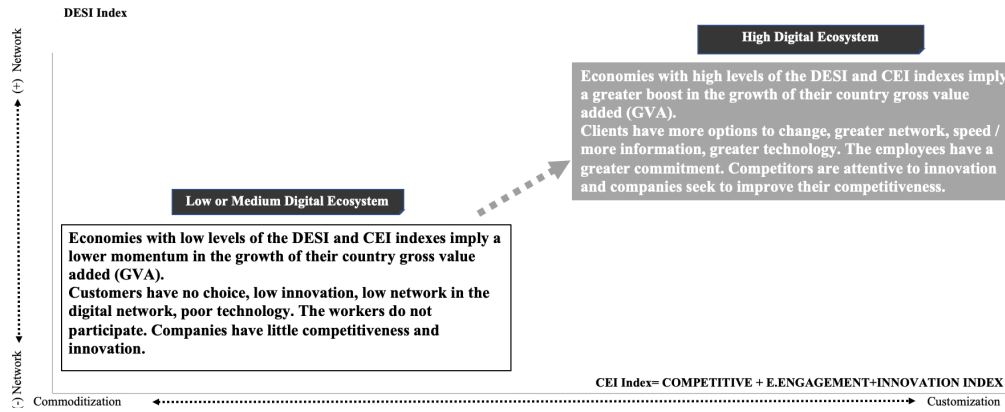 DESI Index
(+) Network
High Digital Ecosystem
Economies with high levels of the DESI and CEI indexes imply
a greater boost in the growth of their country gross value
added (GVA).
Clients have more options to change, greater network, speed /
more information, greater technology. The employees have a
greater commitment. Competitors are attentive to innovation
and companies seek to improve their competitiveness.
Low or Medium Digital Ecosystem
Economies with low levels of the DESI and CEI indexes imply a
lower momentum in the growth of their country gross value
added (GVA).
Customers have no choice, low innovation, low network in the
digital network, poor technology. The workers do not
participate. Companies have little competitiveness and
innovation.
(-) Network
CEI Index= COMPETITIVE + E.ENGAGEMENT+INNOVATION INDEX
Commoditization
Customization